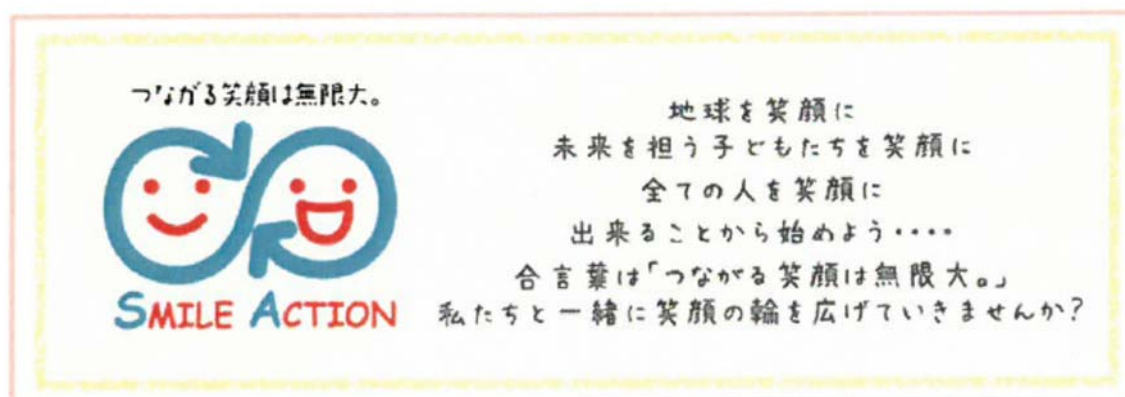 つながる笑顔は無限大。
SMILE ACTION
地球を笑顔に
未来を担う子どもたちを笑顔に
全ての人を笑顔に
出来ることから始めよう・・・・
合言葉は「つながる笑顔は無限大。」
私たちと一緒に笑顔の輪を広げていきませんか?